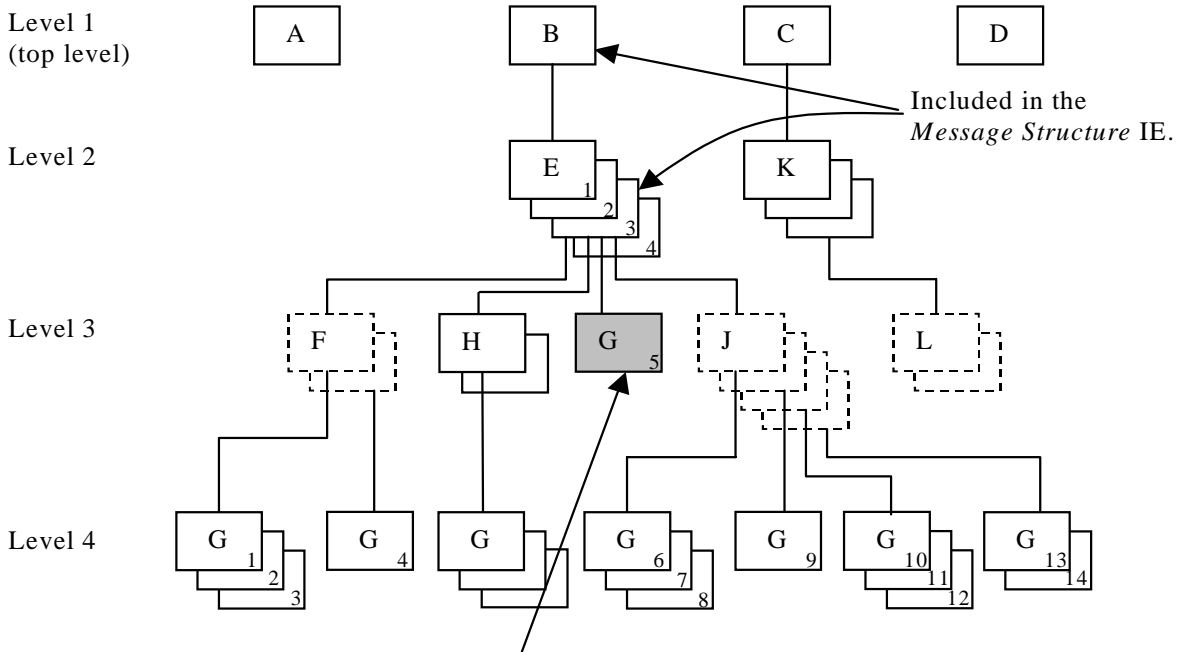 Level 1
(top level)
A
B
C
D
Included in the
Message Structure IE.
Level 2
E
1
2
3
4
K
Level 3
F
H
G
5
J
L
Level 4
G
1
2
3
G
4
G
G
6
7
8
G
9
G
10
11
12
G
13
14